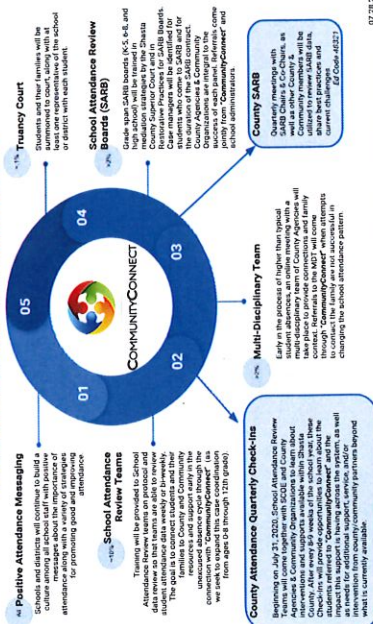 All Positive Attendance Messaging
Schools and districts will continue to build a
culture among all school staff with positive
messages about the importance of
attendance along with a variety of strategies
for promoting good and improving
attendance
~10% School Attendance
Review Teams
Training will be provided to School
Attendance Review teams on protocol and
data review so that teams are able to review
student attendance data weekly or bi-weekly.
The goal is to connect students and their
families to County and Community
resources and support early in the
unexcused absence cycle through the
connection with "CommunityConnect" (as
we seek to expand this case coordination
from ages 0-8 through 12th grade).
County Attendance Quarterly Check-Ins
Beginning on July 31, 2020, School Attendance Review
Team will come together with SCOE and County
Agencies & Community Organizations to learn about
interventions and supports available within Shasta
County. After every 8-9 weeks of the school year, these
Check-ins will provide opportunities to learn about the
students referred to "CommunityConnect" and the
impact this support is having across the system, as well
as needs for additional support, service, and/or
intervention from county/community partners beyond
what is currently available.
01
02
03
04
05
COMMUNITYCONNECT
Multi-Disciplinary Team
Early in the process of higher than typical
student absences, an online meeting with a
multi-disciplinary team of County Agencies will
take place to provide connections and family
context. Referrals to the MDT will come
through "CommunityConnect" when attempts
to contact the family are not successful in
changing the school attendance pattern.
Truancy Court
Students and their families will be
summoned to court, along with at
least one representative of the school
or district with each student.
School Attendance Review
Boards (SARB)
Grade span SARB boards (K-5, 6-8, and
high school) will be trained in
mediation strategies by the Shasta
County Superior Court and in
Restorative Practices for SARB Boards.
Case managers will be identified for
students who come to SARB and for
the duration of the SARB contract.
County Agencies & Community
Organizations are integral to the
success of each panel. Referrals come
jointly from "CommunityConnect" and
school administrators.
County SARB
Quarterly meetings with
SARB Chairs & Co-Chairs, as
well as other County &
Community members will be
utilized to review SARB data,
share best practices and
current challenges
Ed Code 48323